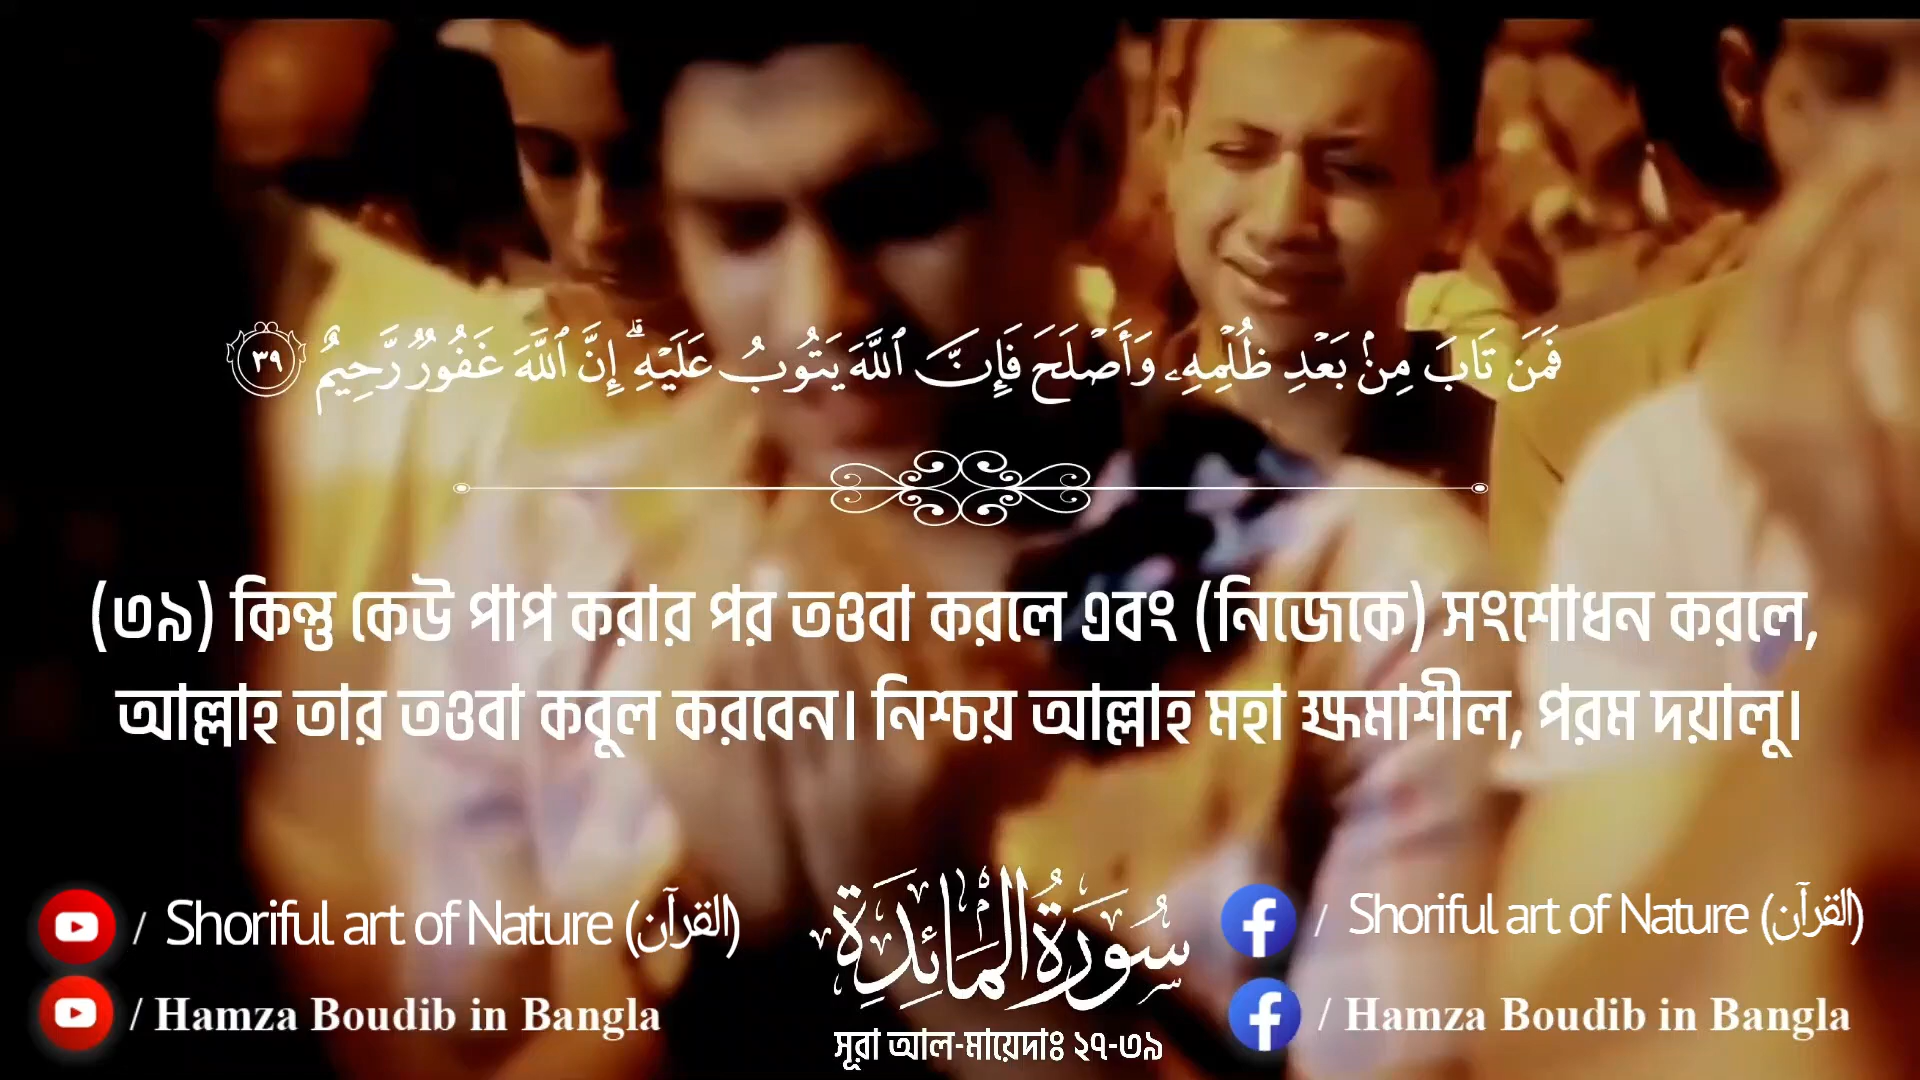 فَمَن تَابَ مِنۢ بَعْدِ ظُلْمِهِۦ وَأَصْلَحَ فَإِنَّ ٱللَّهَ يَتُوبُ عَلَيْهِ ۗ إِنَّ ٱللَّهَ غَفُورٌ رَّحِيمٌ ٣٩
(৩৯) কিন্তু কেউ পাপ করার পর তওবা করলে এবং (নিজেকে) সংশোধন করলে,
আল্লাহ তার তওবা কবুল করবেন। নিশ্চয় আল্লাহ মহা ক্ষমাশীল, পরম দয়ালু।
/ Shoriful art of Nature (القرآن)
/ Hamza Boudib in Bangla
سُورَةُ المَائِدَةِ
সূরা আল-মায়েদাঃ ২৭-৩৯
/ Shoriful art of Nature (القرآن)
/ Hamza Boudib in Bangla